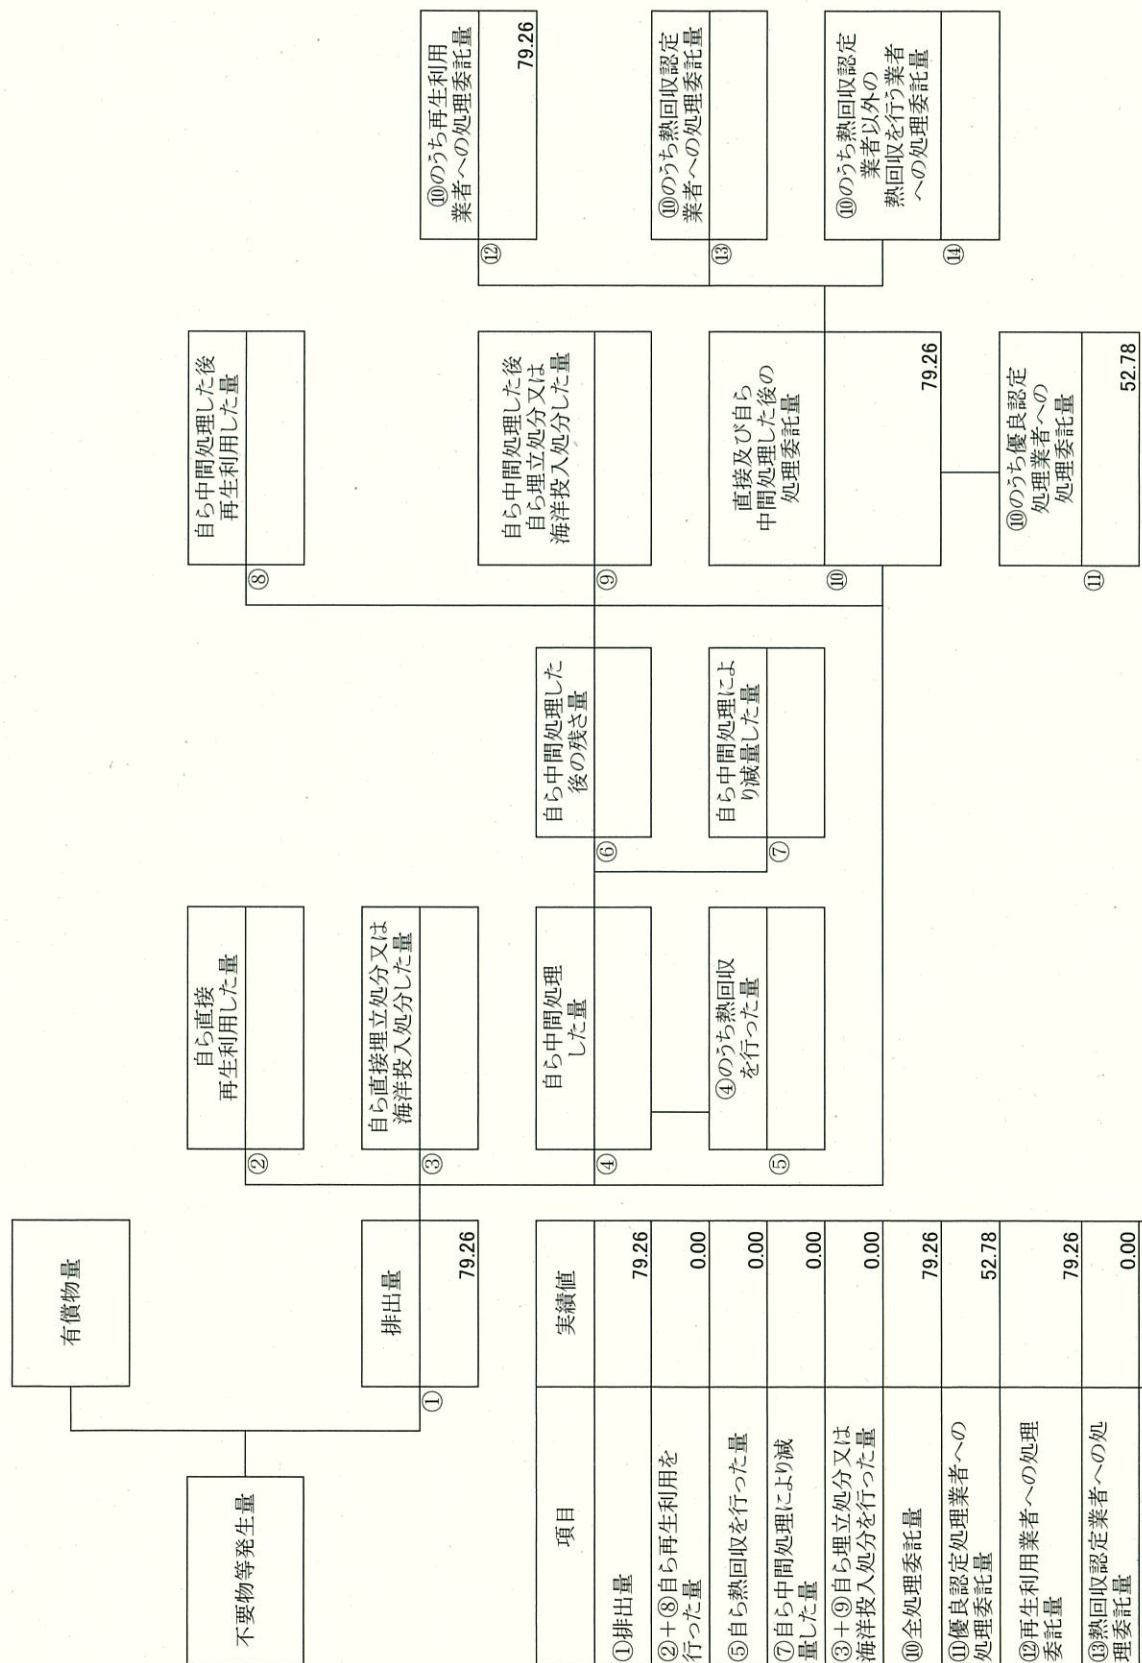 不要物等発生量
有償物量
排出量
①
79.26
自ら直接
再生利用した量
②
自ら直接埋立処分又は
海洋投入処分した量
③
自ら中間処理
した量
④
④のうち熱回収
を行った量
⑤
自ら中間処理した
後の残さ量
⑥
自ら中間処理によ
り減量した量
⑦
自ら中間処理した後
再生利用した量
⑧
自ら中間処理した後
自ら埋立処分又は
海洋投入処分した量
⑨
直接及び自ら
中間処理した後の
処理委託量
⑩
79.26
⑩のうち優良認定
処理業者への
処理委託量
⑪
52.78
⑩のうち再生利用
業者への処理委託量
⑫
79.26
⑩のうち熱回収認定
業者への処理委託量
⑬
⑩のうち熱回収認定
業者以外の
熱回収を行う業者
への処理委託量
⑭
項目 実績値
①排出量 79.26
②+⑧自ら再生利用を
行った量 0.00
⑤自ら熱回収を行った量 0.00
⑦自ら中間処理により減
量した量 0.00
③+⑨自ら埋立処分又は
海洋投入処分を行った量 0.00
⑩全処理委託量 79.26
⑪優良認定処理業者への
処理委託量 52.78
⑫再生利用業者への処理
委託量 79.26
⑬熱回収認定業者への処
理委託量 0.00